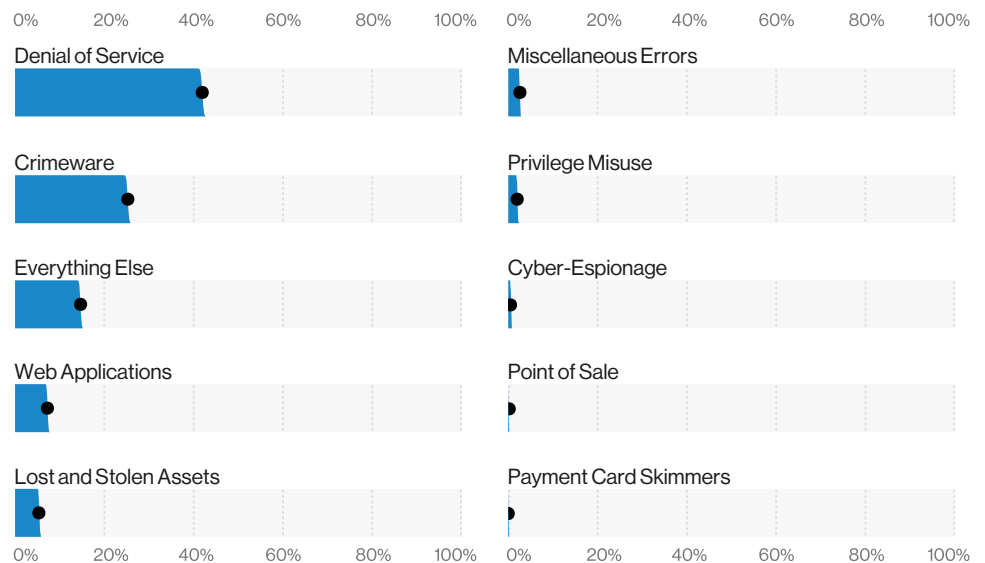 0% 20% 40% 60% 80% 100% 0% 20% 40% 60% 80% 100%
Denial of Service
Miscellaneous Errors
Crimeware
Privilege Misuse
Everything Else
Cyber-Espionage
Web Applications
Point of Sale
Lost and Stolen Assets
Payment Card Skimmers
0% 20% 40% 60% 80% 100% 0% 20% 40% 60% 80% 100%